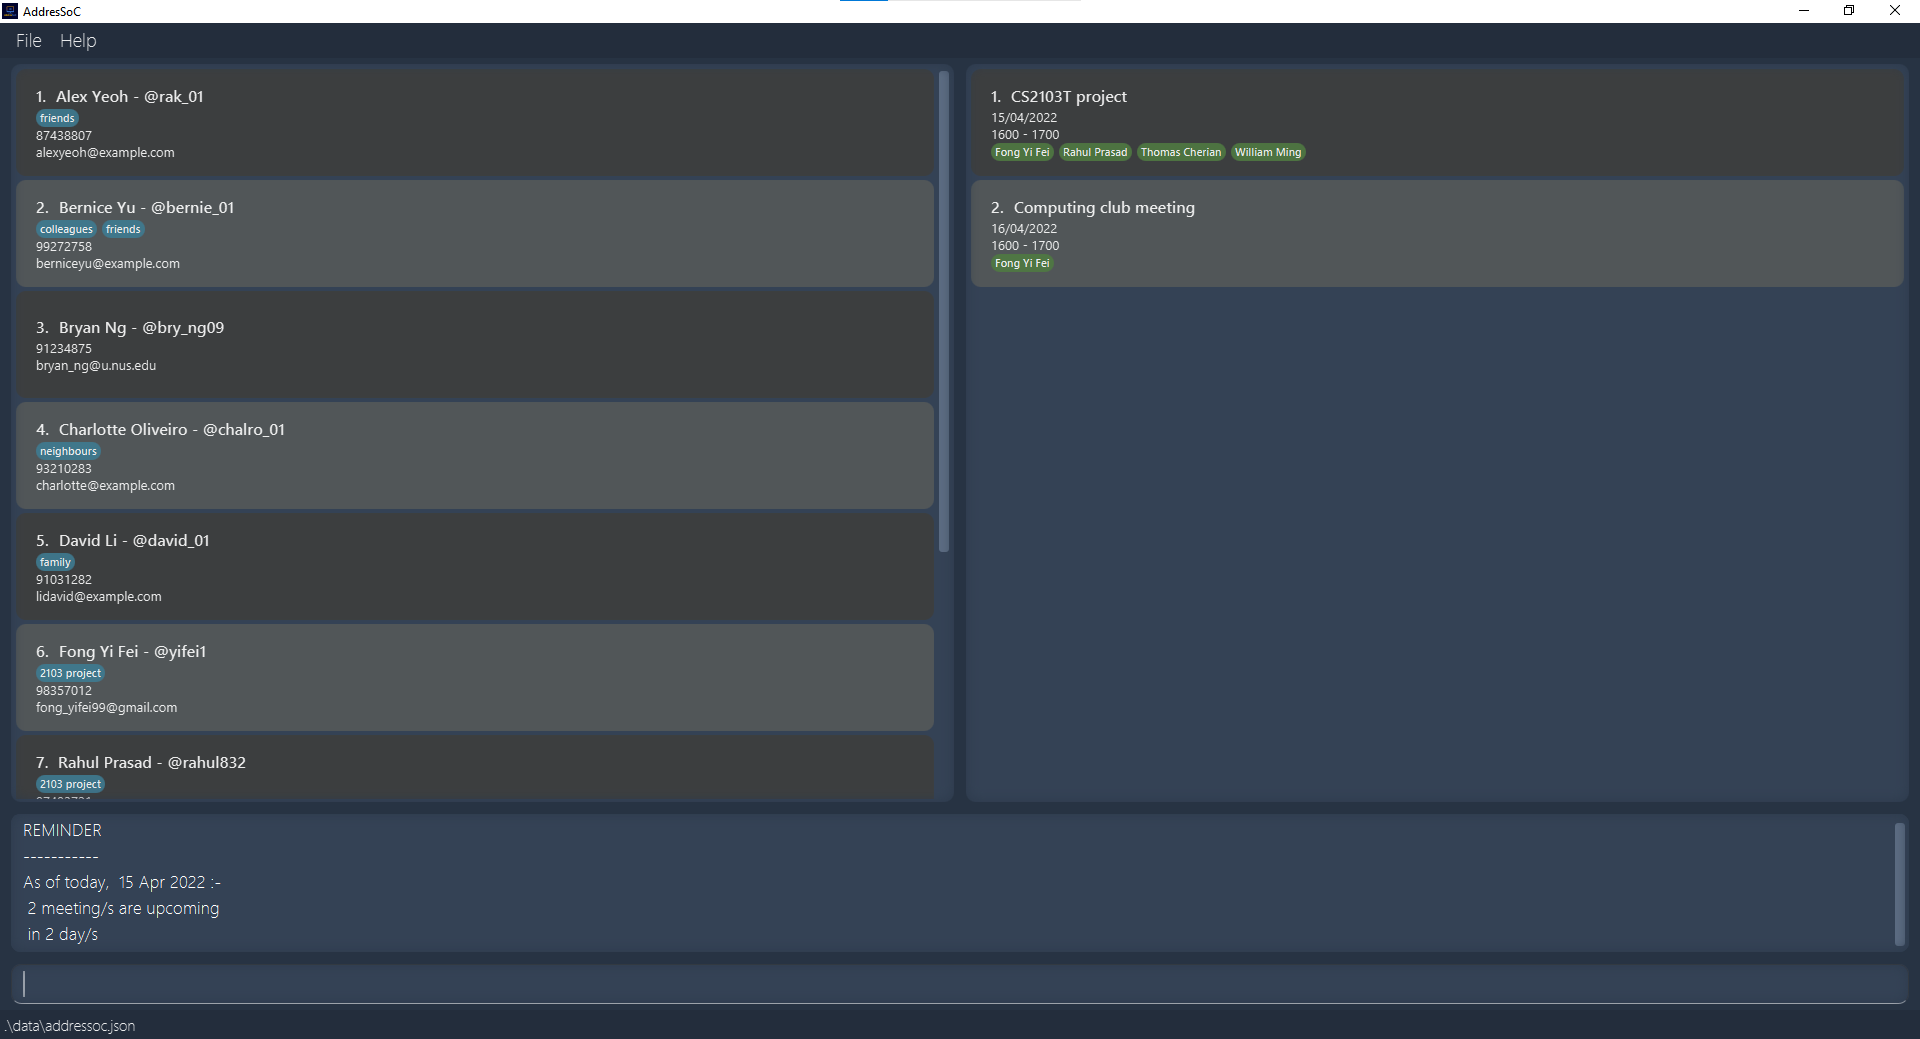 AddresSoC
File Help
1. Alex Yeoh - @rak_01
friends
87438807
alexyeoh@example.com
2. Bernice Yu - @bernie_01
colleagues friends
99272758
berniceyu@example.com
3. Bryan Ng - @bry_ng09
91234875
bryan_ng@u.nus.edu
4. Charlotte Oliveiro - @chalro_01
neighbours
93210283
charlotte@example.com
5. David Li - @david_01
family
91031282
lidavid@example.com
6. Fong Yi Fei - @yifei1
2103 project
98357012
fong_yifei99@gmail.com
7. Rahul Prasad - @rahul832
2103 project
1. CS2103T project
15/04/2022
1600 - 1700
Fong Yi Fei Rahul Prasad Thomas Cherian William Ming
2. Computing club meeting
16/04/2022
1600 - 1700
Fong Yi Fei
REMINDER
-----------
As of today,  15 Apr 2022 :-
2 meeting/s are upcoming
in 2 day/s
.\data\addressoc.json